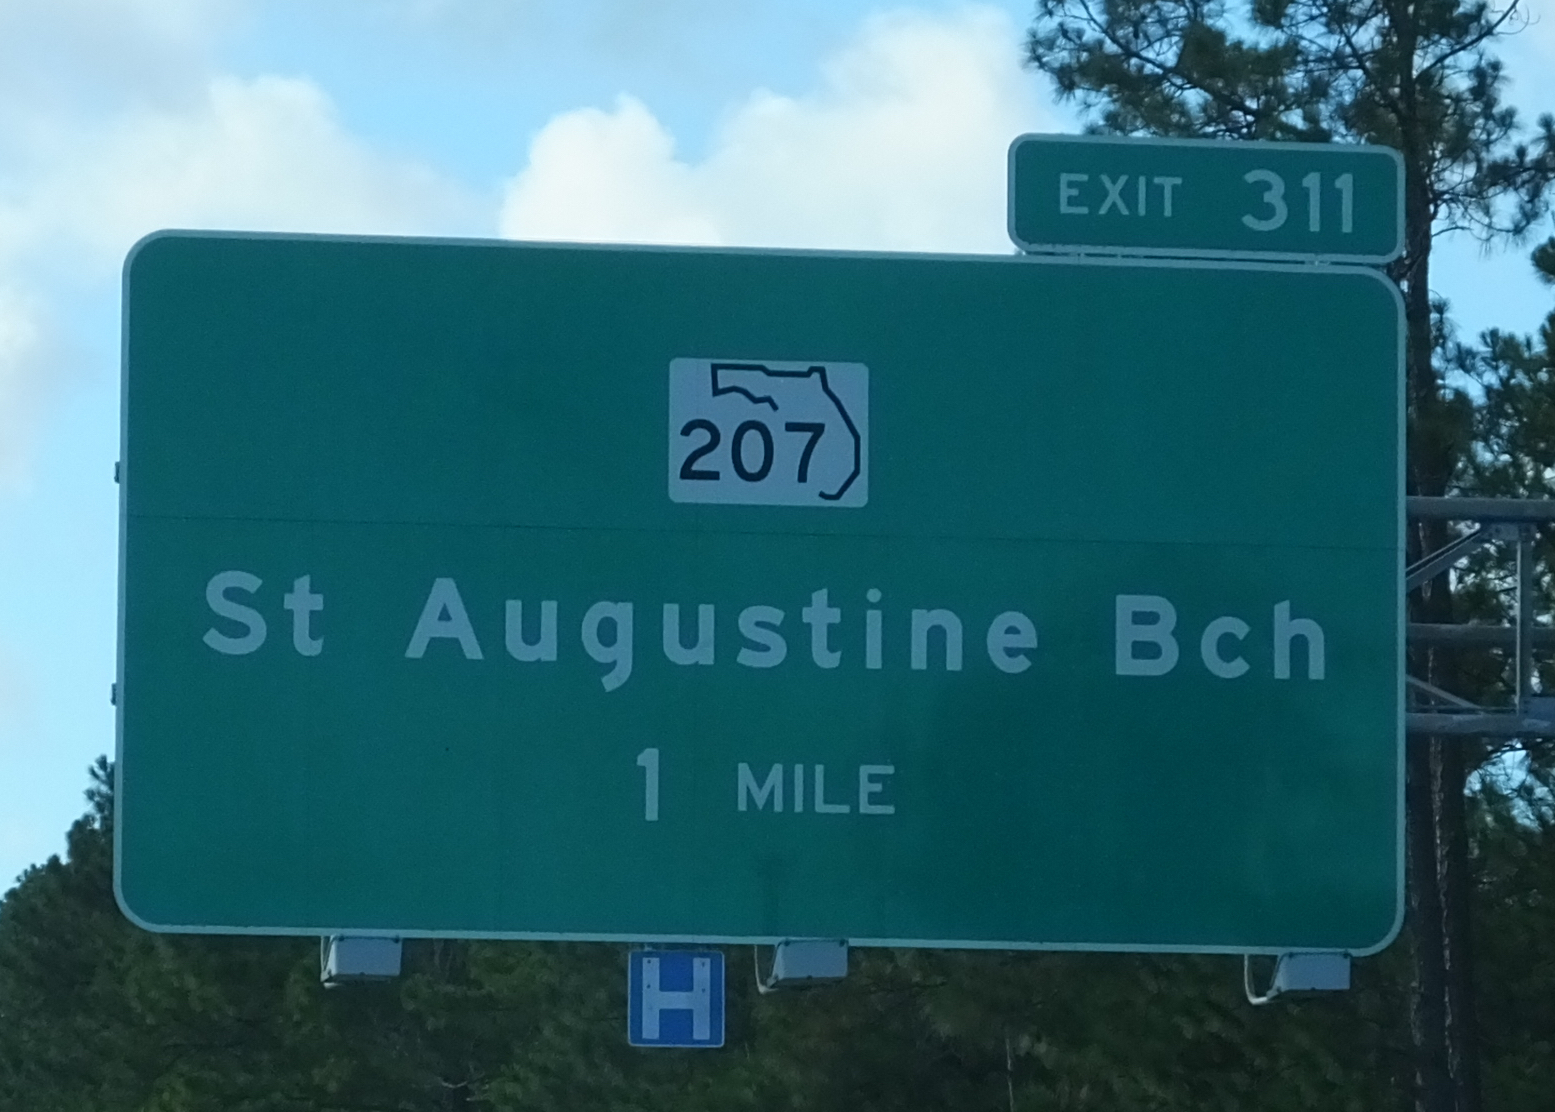 EXIT 311
207
St Augustine Bch
1 MILE
H